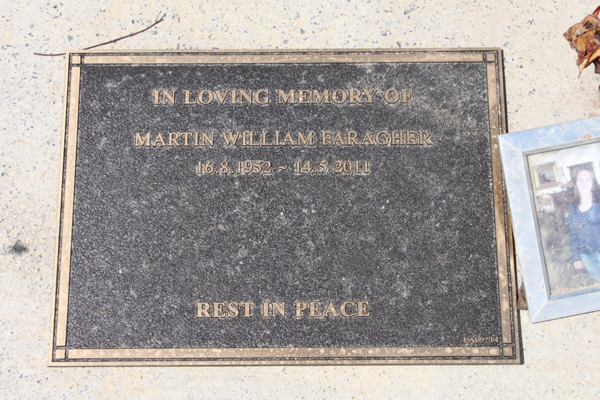 IN LOVING MEMORY OF
MARTIN WILLIAM FARAGHER
16.8.1952 ~ 14.5.2011
REST IN PEACE